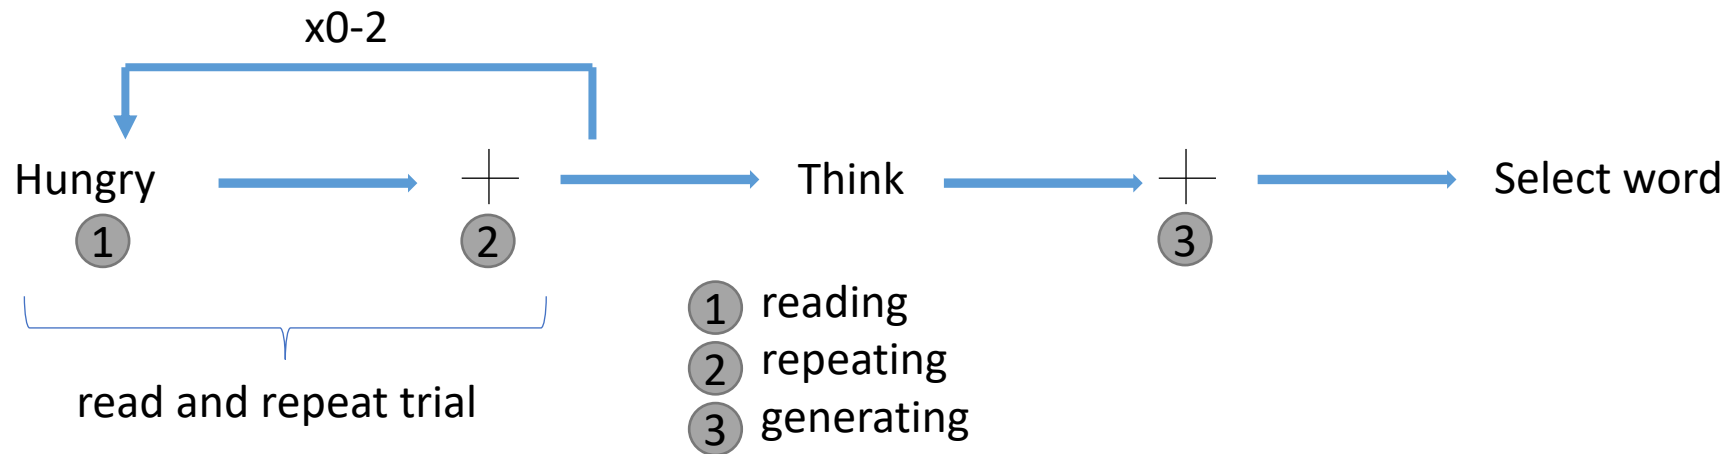 x0-2
Hungry
Think
Select word
1
2
3
read and repeat trial
1 reading
2 repeating
3 generating